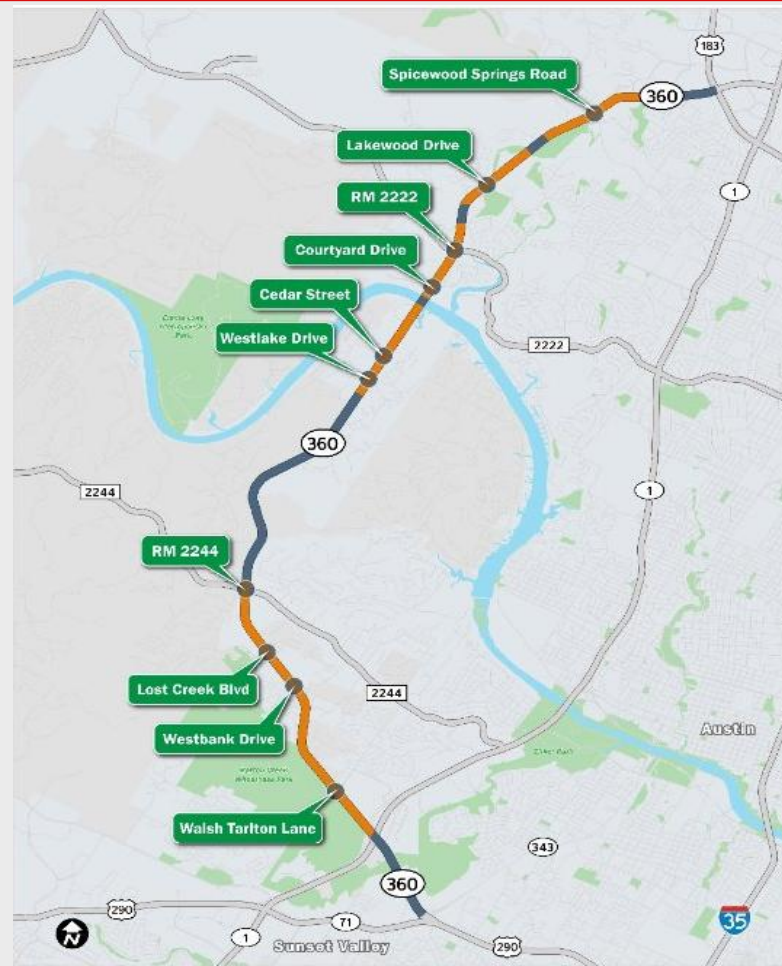 183
Spicewood Springs Road
360
Lakewood Drive
1
RM 2222
Courtyard Drive
Cedar Street
Westlake Drive
2222
360
2244
1
RM 2244
Lost Creek Blvd
2244
Westbank Drive
Austin
Walsh Tarlton Lane
343
360
290
71
35
N
1
Sunset Valley
290